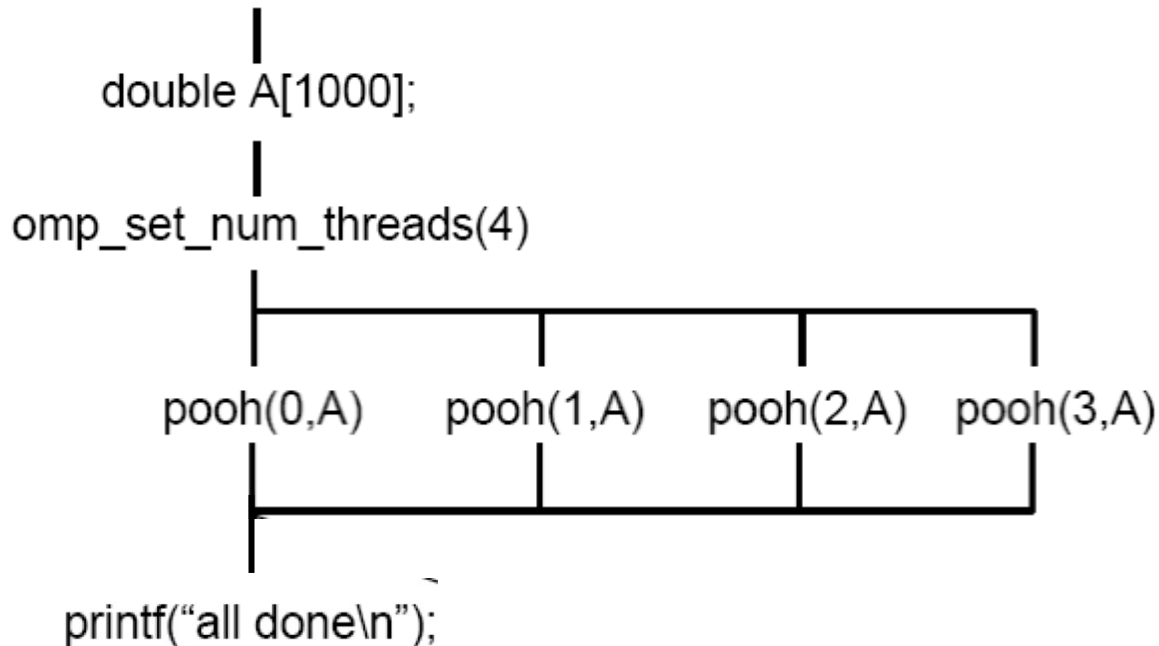 double A[1000];
omp_set_num_threads(4)
pooh(0,A) pooh(1,A) pooh(2,A) pooh(3,A)
printf(“all done\n”);